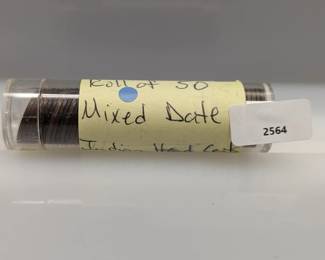 Roll of 50
Mixed Date
Indian Head Cents
2564